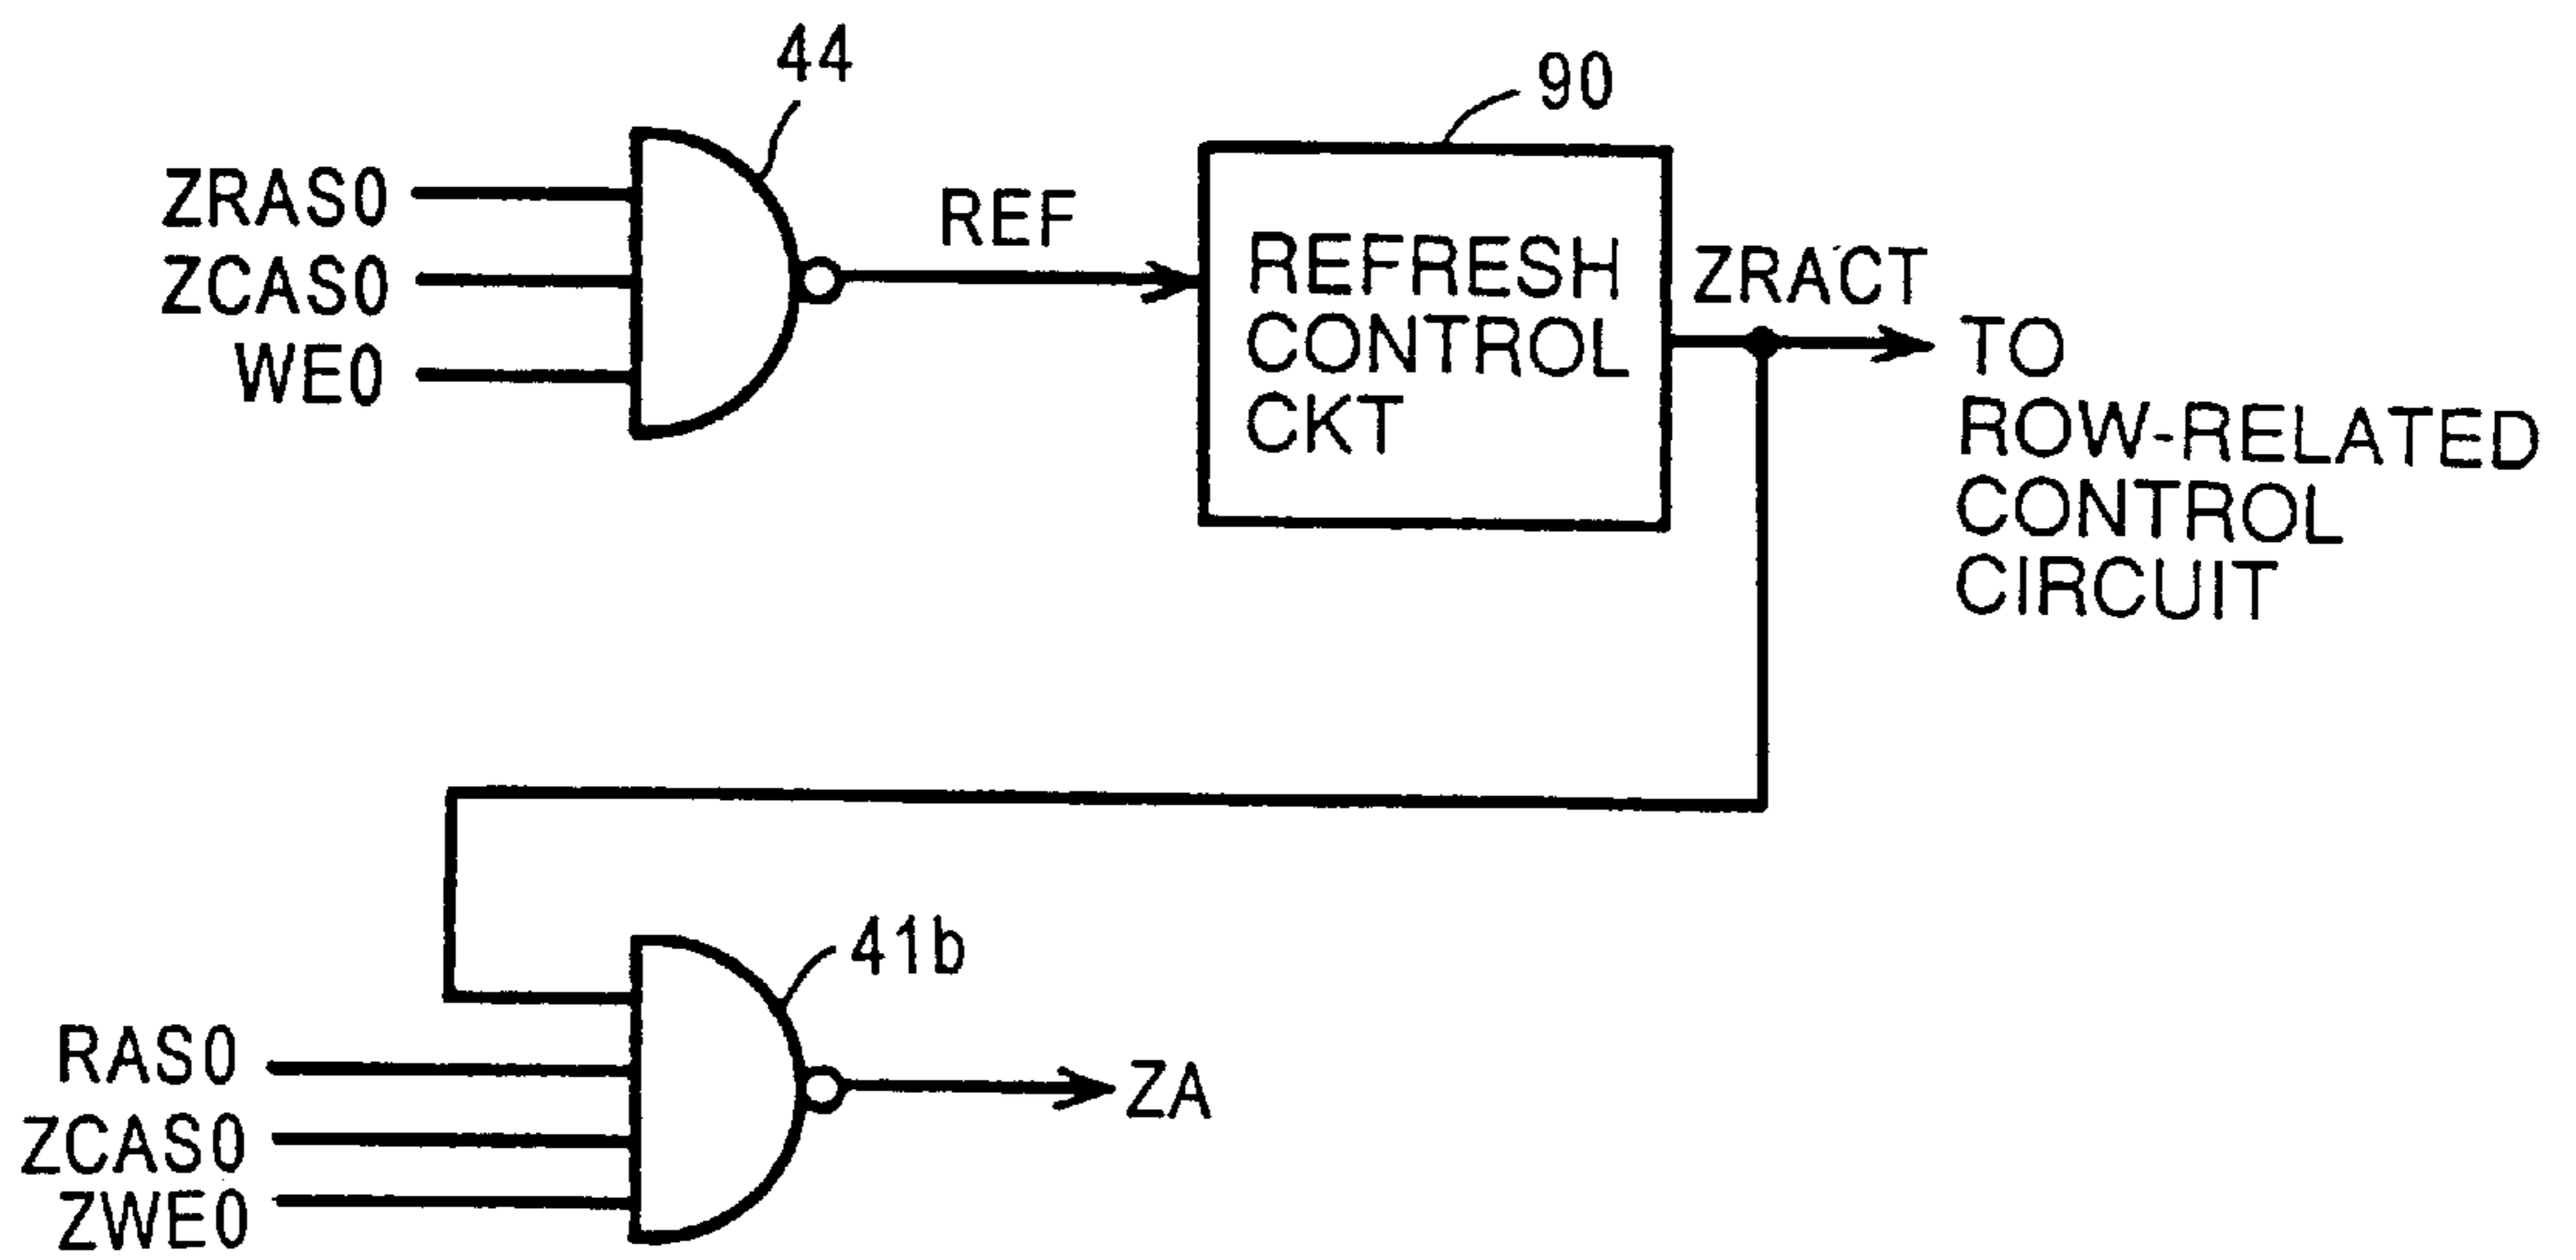 44
90
ZRAS0
ZCAS0
WE0
REF
REFRESH
CONTROL
CKT
ZRACT
TO
ROW-RELATED
CONTROL
CIRCUIT
41b
RAS0
ZCAS0
ZWE0
ZA